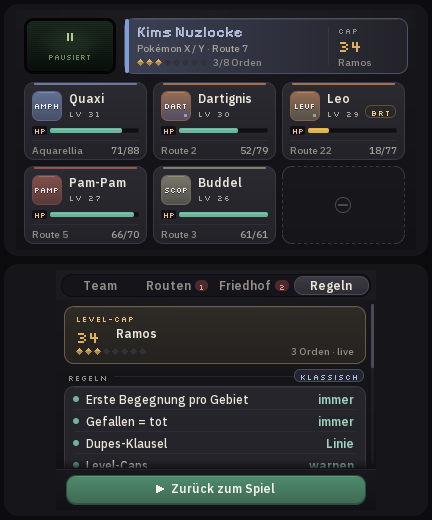 PAUSIERT
Kims Nuzlocke
Pokémon X / Y · Route 7
3/8 Orden
CAP
34
Ramos
AMPH
Quaxi
LV 31
HP
Aquarellia 71/88
DART
Dartignis
LV 30
HP
Route 2 52/79
LEUF
Leo
LV 29 BRT
HP
Route 22 18/77
PAMP
Pam-Pam
LV 27
HP
Route 5 66/70
SCOP
Buddel
LV 26
HP
Route 3 61/61
Team Routen 1 Friedhof 2 Regeln
LEVEL-CAP
34 Ramos
3 Orden · live
REGELN KLASSISCH
Erste Begegnung pro Gebiet immer
Gefallen = tot immer
Dupes-Klausel Linie
Level-Caps warnen
▶ Zurück zum Spiel